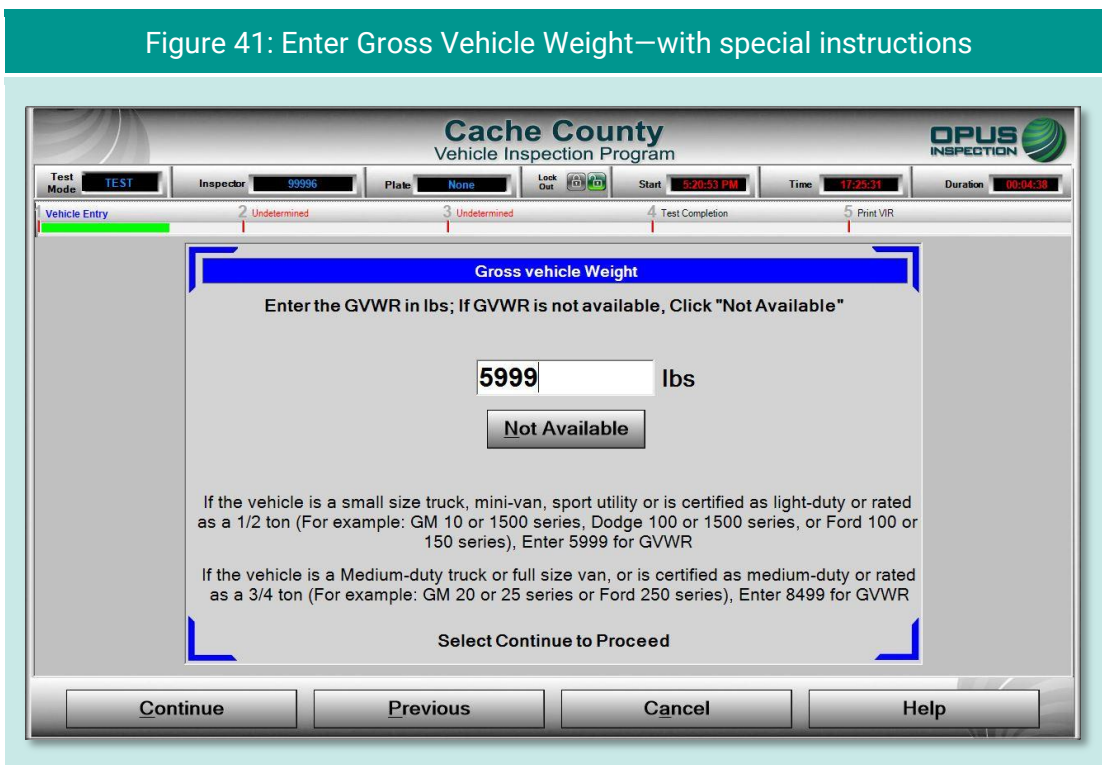 Figure 41: Enter Gross Vehicle Weight—with special instructions
Cache County
Vehicle Inspection Program
OPUS
INSPECTION
Test Mode TEST Inspector 99996 Plate None Lock Out Start 5:20:53 PM Time 17:25:31 Duration 00:04:38
1 Vehicle Entry 2 Undetermined 3 Undetermined 4 Test Completion 5 Print VIR
Gross vehicle Weight
Enter the GVWR in lbs; If GVWR is not available, Click "Not Available"
5999 lbs
Not Available
If the vehicle is a small size truck, mini-van, sport utility or is certified as light-duty or rated
as a 1/2 ton (For example: GM 10 or 1500 series, Dodge 100 or 1500 series, or Ford 100 or
150 series), Enter 5999 for GVWR
If the vehicle is a Medium-duty truck or full size van, or is certified as medium-duty or rated
as a 3/4 ton (For example: GM 20 or 25 series or Ford 250 series), Enter 8499 for GVWR
Select Continue to Proceed
Continue Previous Cancel Help